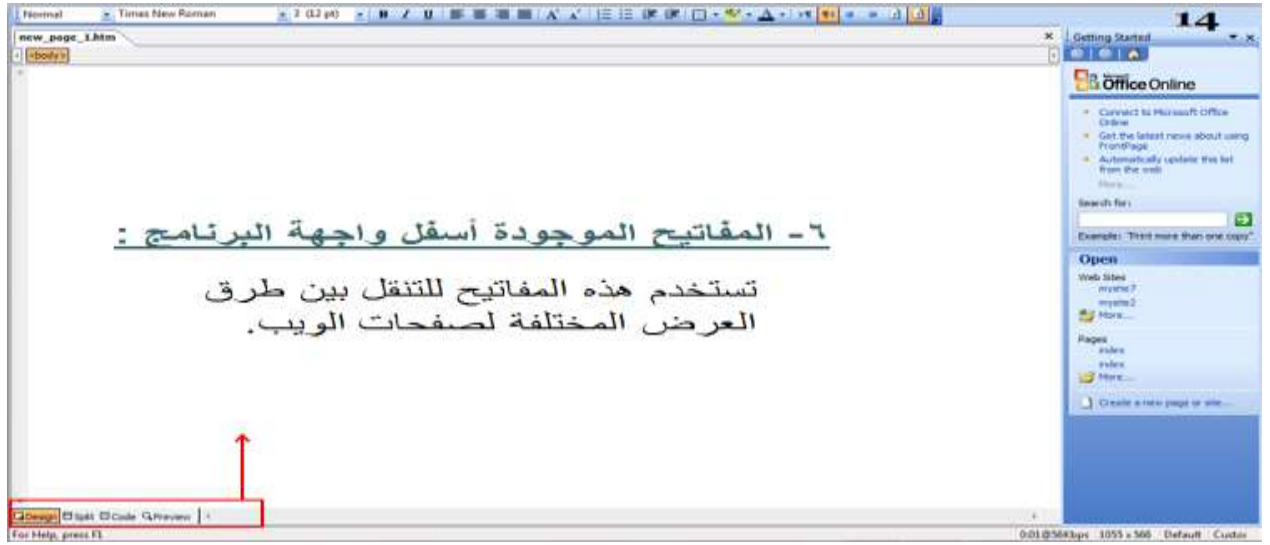 14
Normal Times New Roman 3 (12 pt) B I U A A A
new_page_1.htm
Getting Started
<body>
Microsoft
Office Online
Connect to Microsoft Office
Online
Get the latest news about using
FrontPage
Automatically update this list
from the web
More...
Search for:
Example: "Print more than one copy"
Open
Web Sites
mysite7
mysite2
More...
Pages
index
index
More...
Create a new page or site...
٦- المفاتيح الموجودة أسفل واجهة البرنامج :
تستخدم هذه المفاتيح للتنقل بين طرق
العرض المختلفة لصفحات الويب.
Design Split Code Preview
For Help, press F1
0:01@56Kbps 1055 x 566 Default Custom